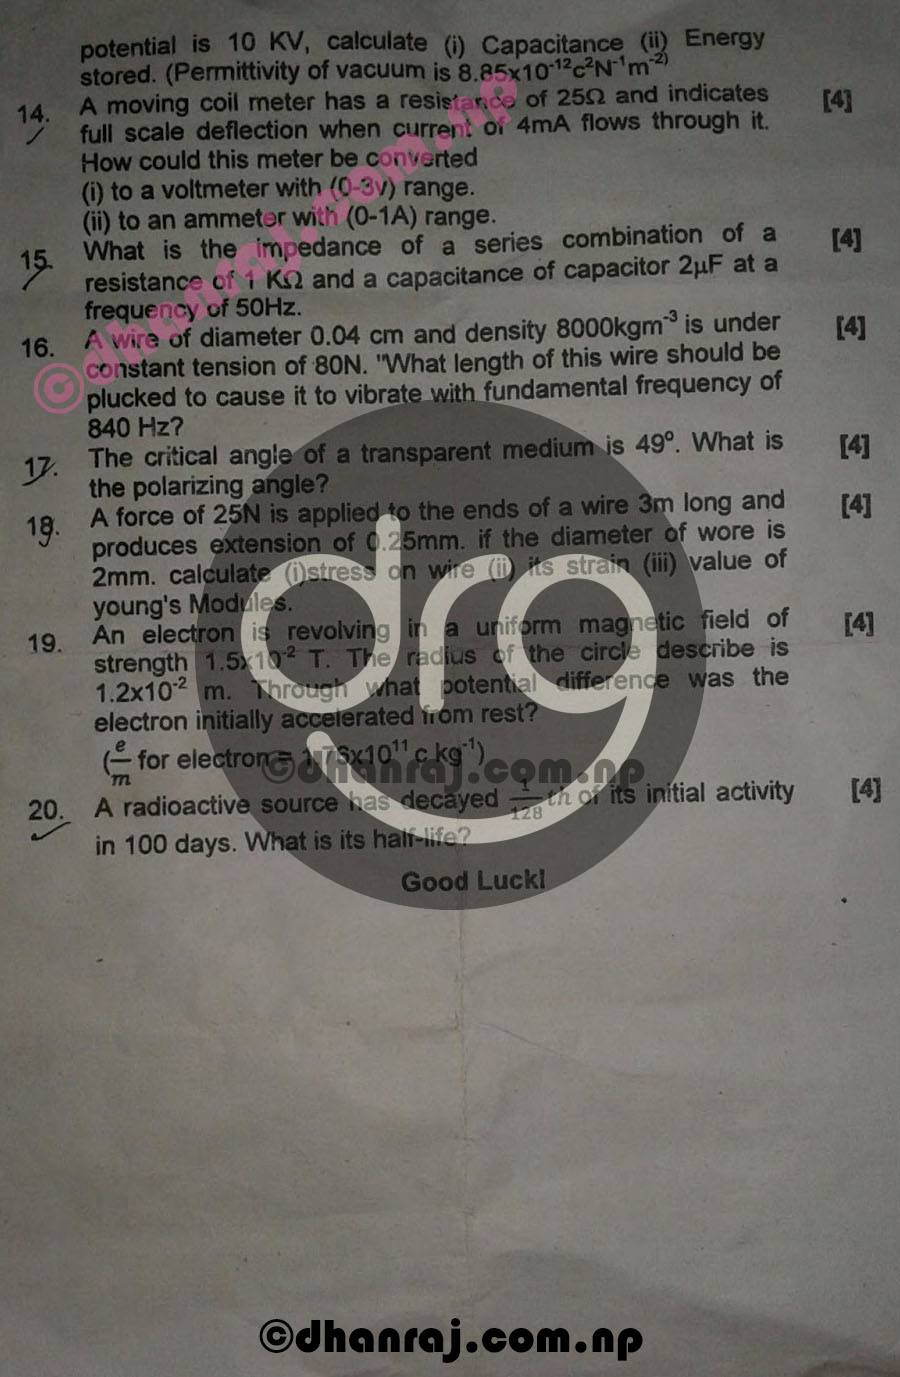 potential is 10 KV, calculate (i) Capacitance (ii) Energy
stored. (Permittivity of vacuum is 8.85x10⁻¹²c²N⁻¹m⁻²)
14. A moving coil meter has a resistance of 25Ω and indicates [4]
full scale deflection when current of 4mA flows through it.
How could this meter be converted
(i) to a voltmeter with (0-3v) range.
(ii) to an ammeter with (0-1A) range.
15. What is the impedance of a series combination of a [4]
resistance of 1 KΩ and a capacitance of capacitor 2μF at a
frequency of 50Hz.
16. A wire of diameter 0.04 cm and density 8000kgm⁻³ is under [4]
constant tension of 80N. "What length of this wire should be
plucked to cause it to vibrate with fundamental frequency of
840 Hz?
17. The critical angle of a transparent medium is 49º. What is [4]
the polarizing angle?
18. A force of 25N is applied to the ends of a wire 3m long and [4]
produces extension of 0.25mm. if the diameter of wore is
2mm. calculate (i)stress on wire (ii) its strain (iii) value of
young's Modules.
19. An electron is revolving in a uniform magnetic field of [4]
strength 1.5x10⁻² T. The radius of the circle describe is
1.2x10⁻² m. Through what potential difference was the
electron initially accelerated from rest?
(e/m for electron = 1.76x10¹¹ c.kg⁻¹)
20. A radioactive source has decayed 1/128 th of its initial activity [4]
in 100 days. What is its half-life?
Good Luck!
©dhanraj.com.np
drg
©dhanraj.com.np
©dhanraj.com.np